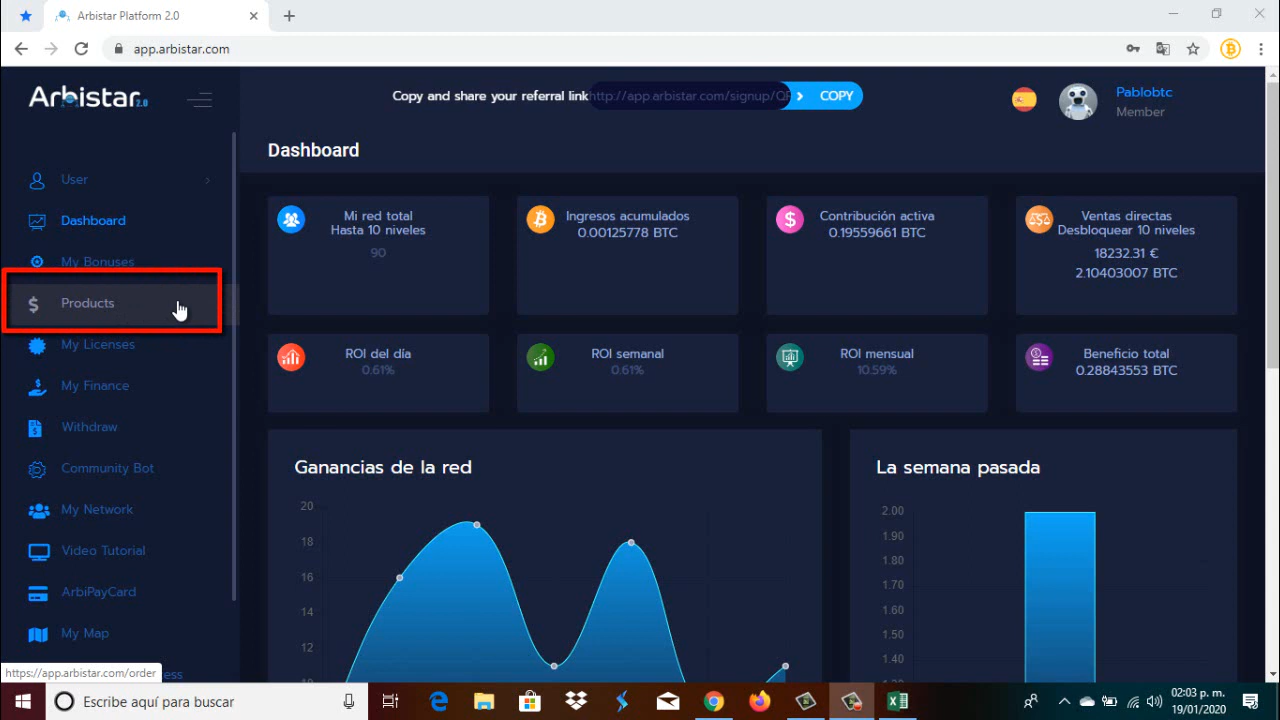 Arbistar Platform 2.0
app.arbistar.com
Arbistar 2.0
Copy and share your referral link
http://app.arbistar.com/signup/QF
COPY
Pablobtc
Member
Dashboard
User
Dashboard
My Bonuses
Products
My Licenses
My Finance
Withdraw
Community Bot
My Network
Video Tutorial
ArbiPayCard
My Map
Mi red total
Hasta 10 niveles
90
Ingresos acumulados
0.00125778 BTC
Contribución activa
0.19559661 BTC
Ventas directas
Desbloquear 10 niveles
18232.31 €
2.10403007 BTC
ROI del día
0.61%
ROI semanal
0.61%
ROI mensual
10.59%
Beneficio total
0.28843553 BTC
Ganancias de la red
20
18
16
14
12
La semana pasada
2.00
1.90
1.80
1.70
1.60
1.50
1.40
https://app.arbistar.com/order
Escribe aquí para buscar
02:03 p. m.
19/01/2020